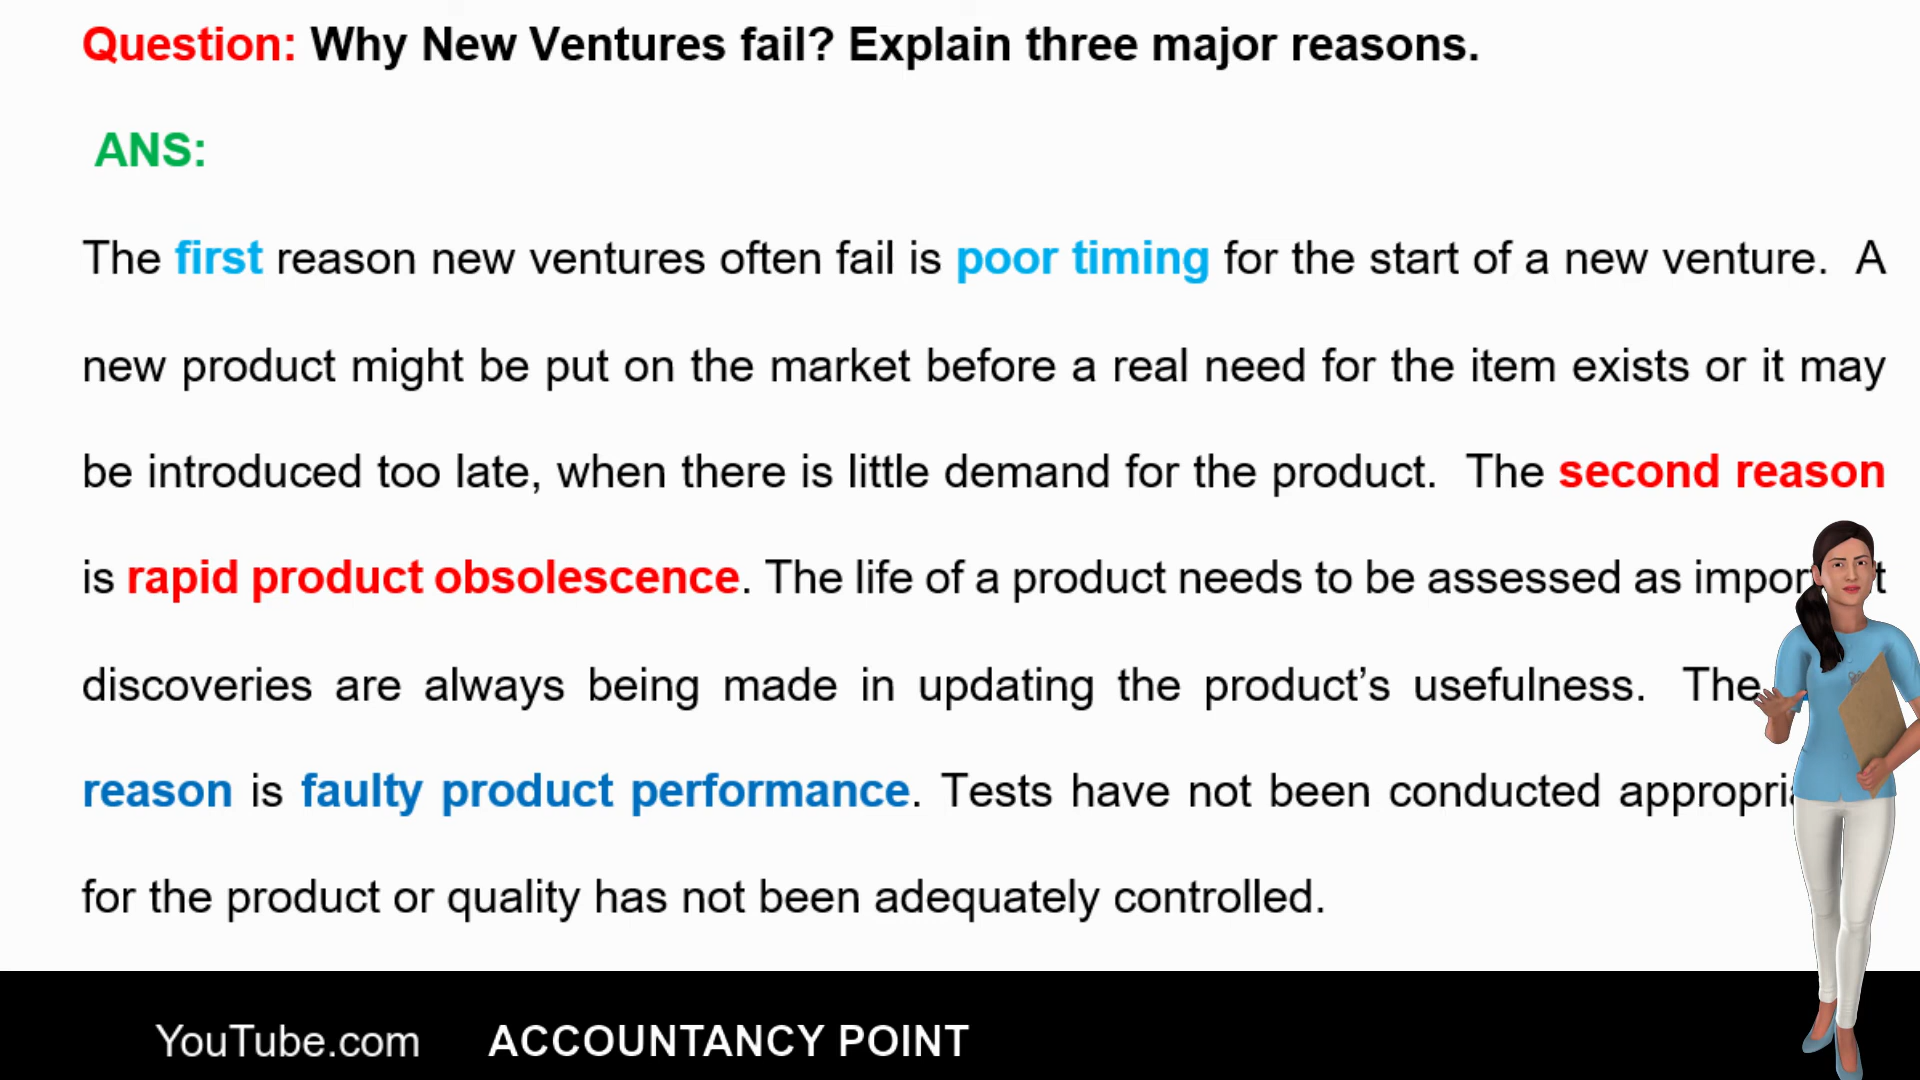 Question: Why New Ventures fail? Explain three major reasons.
ANS:
The first reason new ventures often fail is poor timing for the start of a new venture. A
new product might be put on the market before a real need for the item exists or it may
be introduced too late, when there is little demand for the product. The second reason
is rapid product obsolescence. The life of a product needs to be assessed as
discoveries are always being made in updating the product's usefulness. The
reason is faulty product performance. Tests have not been conducted
for the product or quality has not been adequately controlled.
YouTube.com ACCOUNTANCY POINT